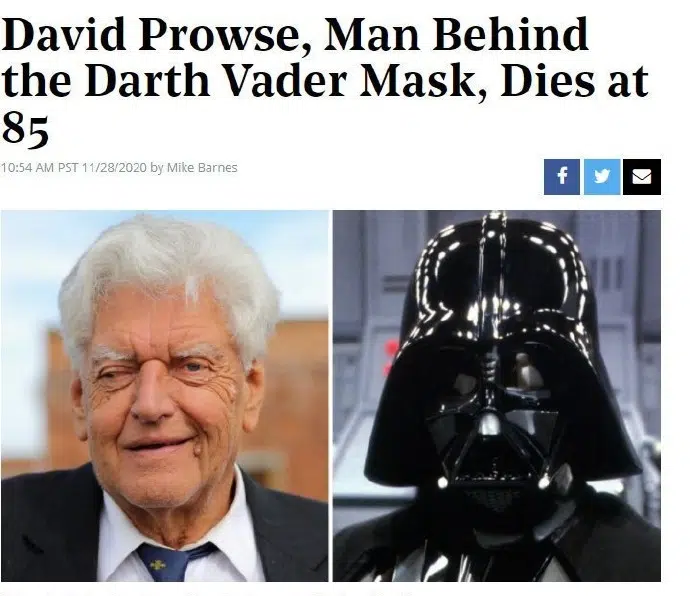 David Prowse, Man Behind
the Darth Vader Mask, Dies at
85
10:54 AM PST 11/28/2020 by Mike Barnes